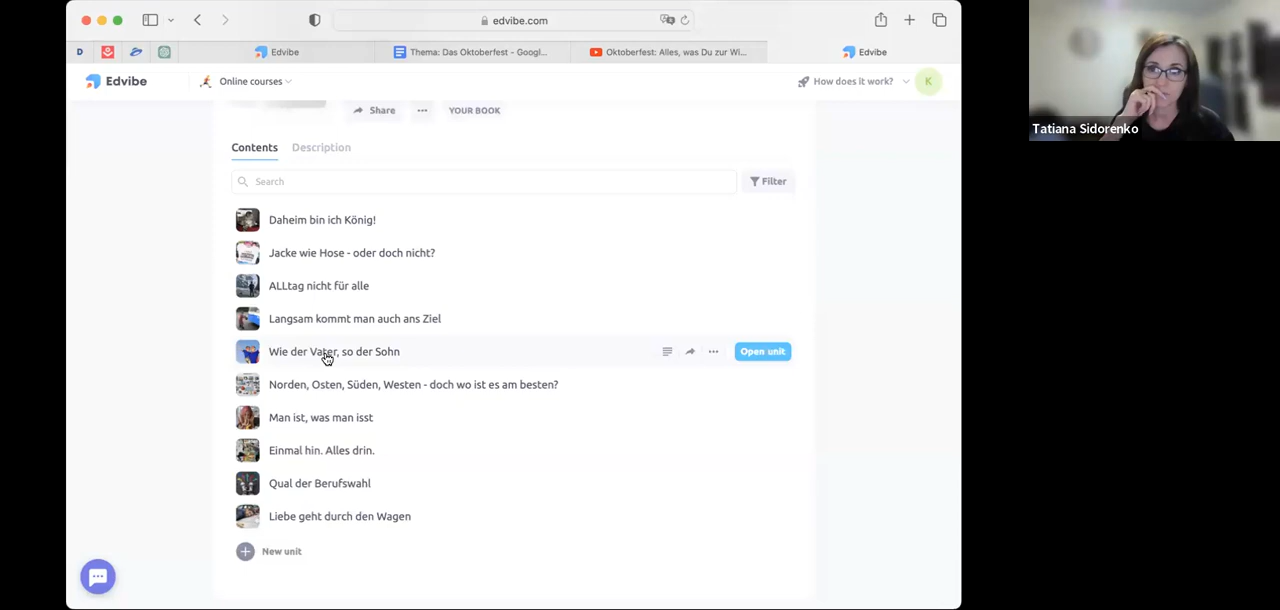 edvibe.com
D
Edvibe
Thema: Das Oktoberfest - Googl...
Oktoberfest: Alles, was Du zur Wi...
Edvibe
Edvibe
Online courses
How does it work?
K
Share
...
YOUR BOOK
Contents
Description
Search
Filter
Daheim bin ich König!
Jacke wie Hose - oder doch nicht?
ALLtag nicht für alle
Langsam kommt man auch ans Ziel
Wie der Vater, so der Sohn
Open unit
Norden, Osten, Süden, Westen - doch wo ist es am besten?
Man ist, was man isst
Einmal hin. Alles drin.
Qual der Berufswahl
Liebe geht durch den Wagen
New unit
Tatiana Sidorenko